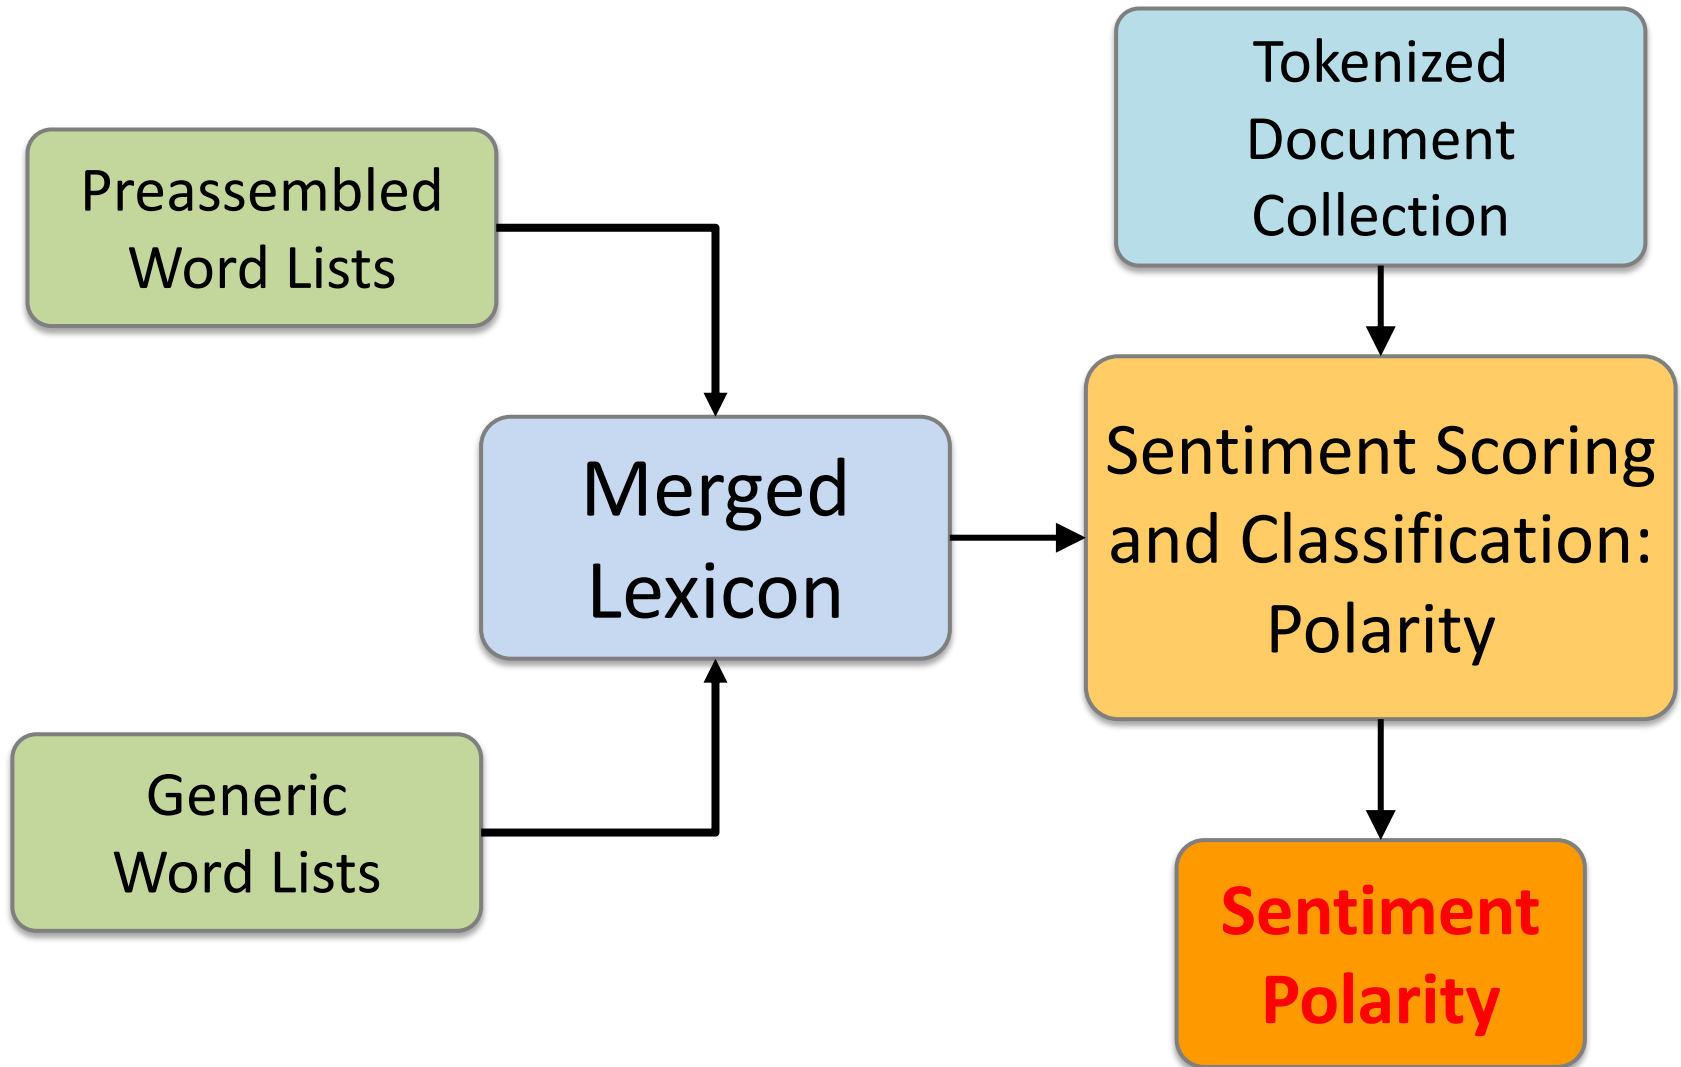 Preassembled
Word Lists
Tokenized
Document
Collection
Merged
Lexicon
Sentiment Scoring
and Classification:
Polarity
Generic
Word Lists
Sentiment
Polarity